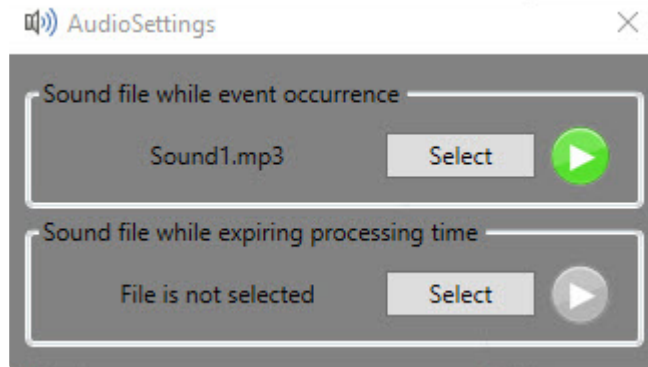 AudioSettings
Sound file while event occurrence
Sound1.mp3 Select
Sound file while expiring processing time
File is not selected Select